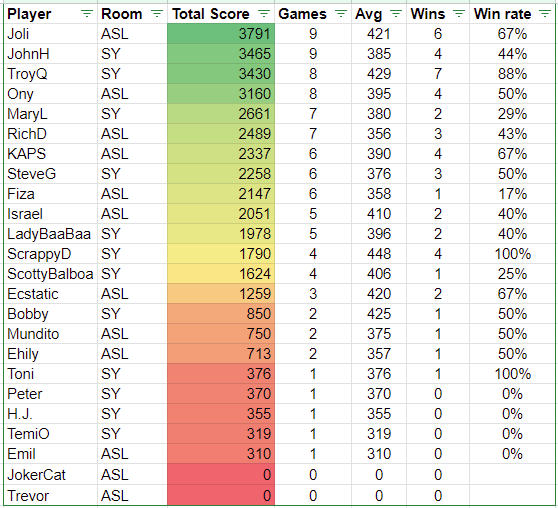 Player Room Total Score Games Avg Wins Win rate
Joli ASL 3791 9 421 6 67%
JohnH SY 3465 9 385 4 44%
TroyQ SY 3430 8 429 7 88%
Ony ASL 3160 8 395 4 50%
MaryL SY 2661 7 380 2 29%
RichD ASL 2489 7 356 3 43%
KAPS ASL 2337 6 390 4 67%
SteveG SY 2258 6 376 3 50%
Fiza ASL 2147 6 358 1 17%
Israel ASL 2051 5 410 2 40%
LadyBaaBaa SY 1978 5 396 2 40%
ScrappyD SY 1790 4 448 4 100%
ScottyBalboa SY 1624 4 406 1 25%
Ecstatic ASL 1259 3 420 2 67%
Bobby SY 850 2 425 1 50%
Mundito ASL 750 2 375 1 50%
Ehily ASL 713 2 357 1 50%
Toni SY 376 1 376 1 100%
Peter SY 370 1 370 0 0%
H.J. SY 355 1 355 0 0%
TemiO SY 319 1 319 0 0%
Emil ASL 310 1 310 0 0%
JokerCat ASL 0 0 0 0
Trevor ASL 0 0 0 0